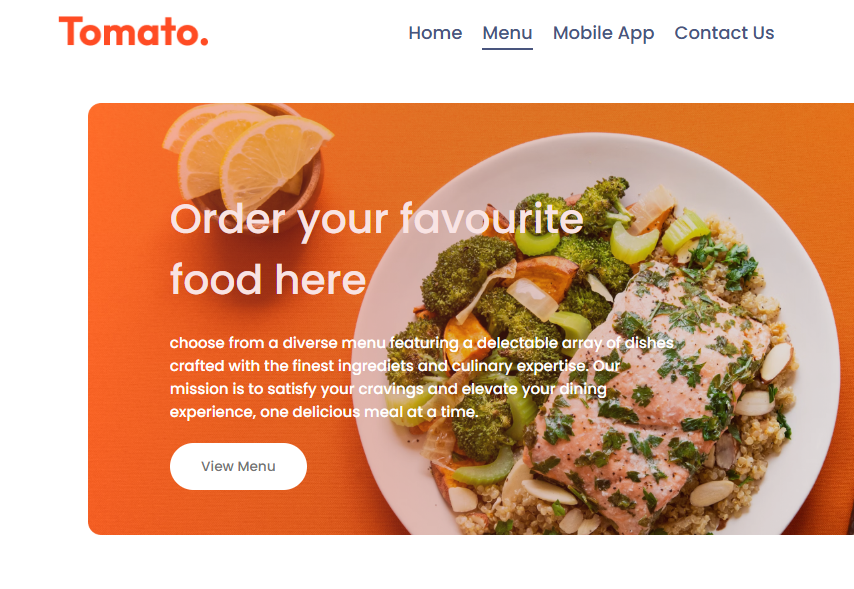 Tomato.
Home Menu Mobile App Contact Us
Order your favourite
food here
choose from a diverse menu featuring a delectable array of dishes
crafted with the finest ingrediets and culinary expertise. Our
mission is to satisfy your cravings and elevate your dining
experience, one delicious meal at a time.
View Menu